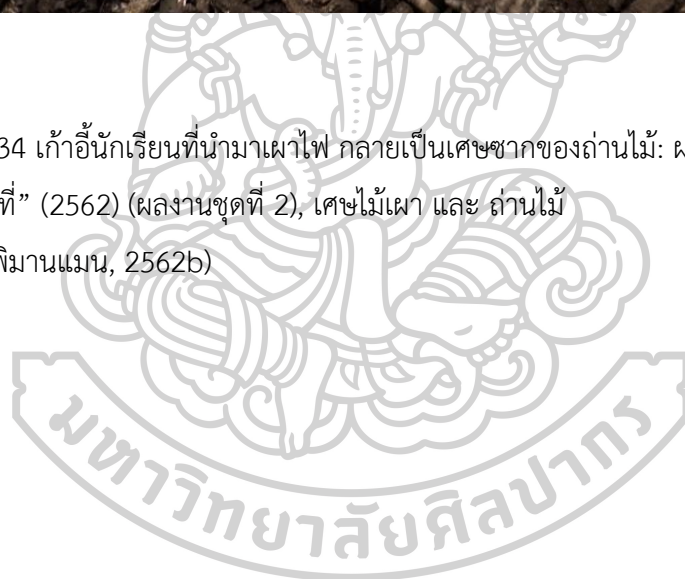 34 เก้าอี้นักเรียนที่นำมาเผาไฟ กลายเป็นเศษซากของถ่านไม้: ผ
ที่” (2562) (ผลงานชุดที่ 2), เศษไม้เผา และ ถ่านไม้
พิมานแมน, 2562b)
มหาวิทยาลัยศิลปากร